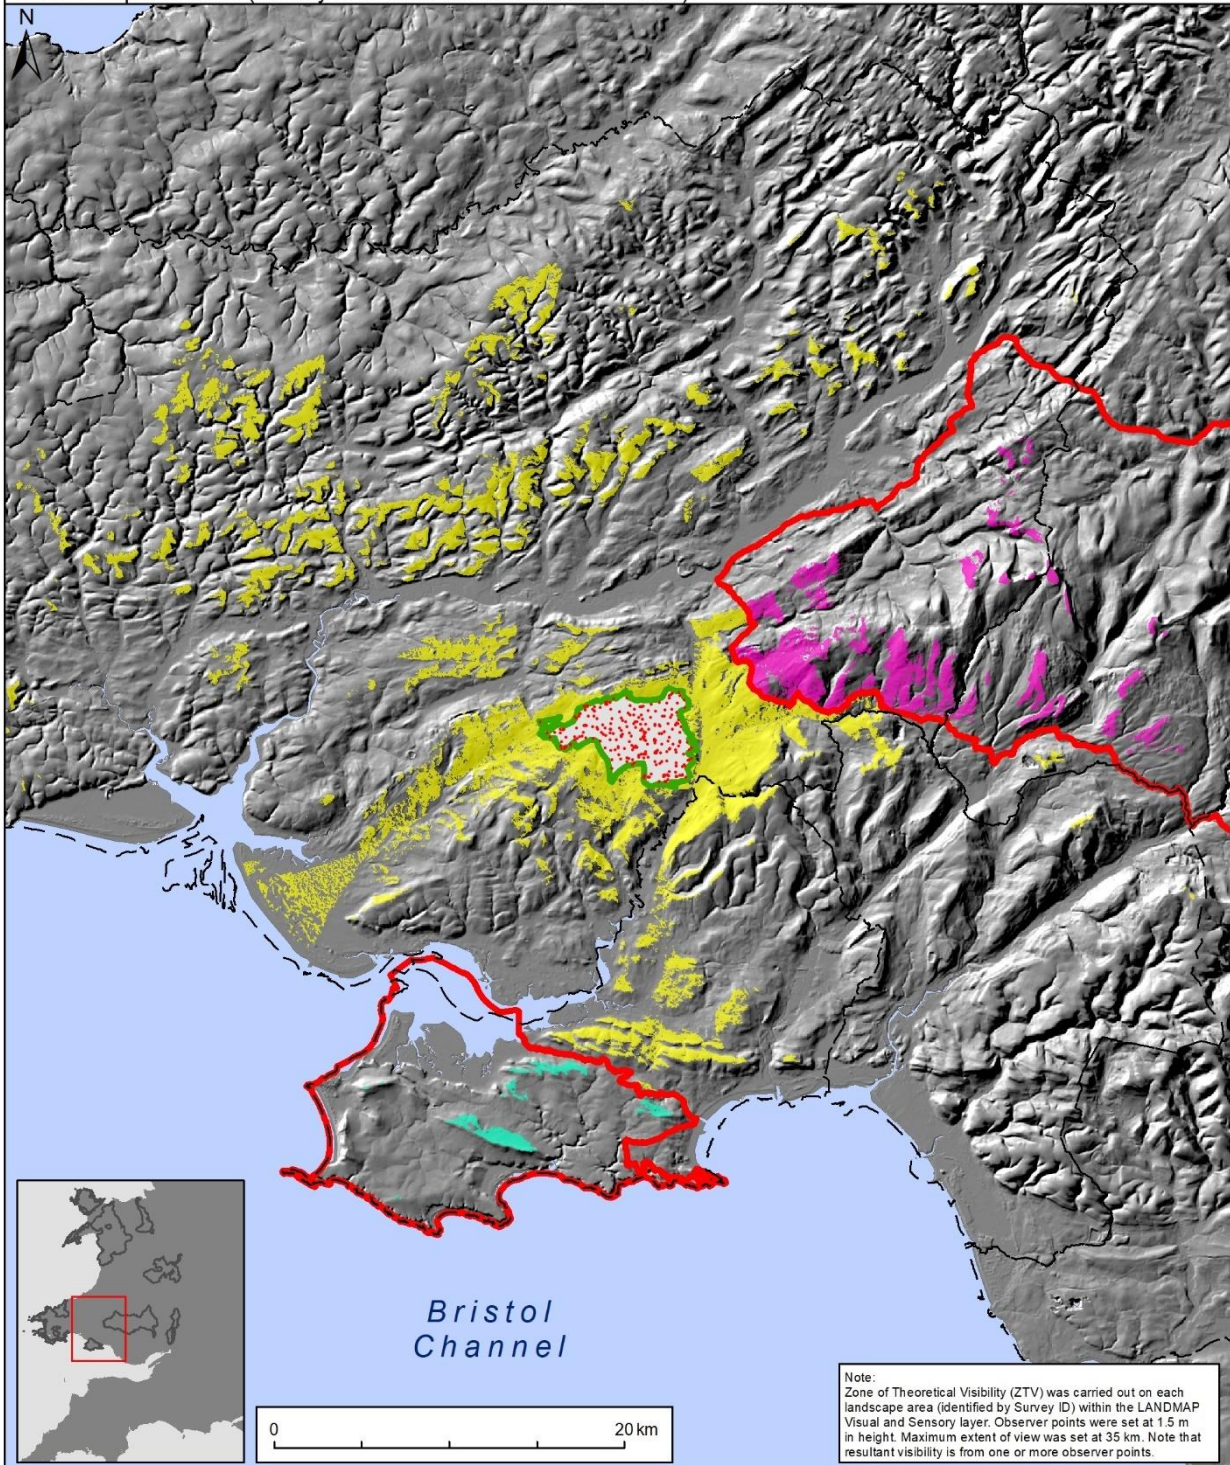 N
Bristol
Channel
0
20 km
Note:
Zone of Theoretical Visibility (ZTV) was carried out on each
landscape area (identified by Survey ID) within the LANDMAP
Visual and Sensory layer. Observer points were set at 1.5 m
in height. Maximum extent of view was set at 35 km. Note that
resultant visibility is from one or more observer points.